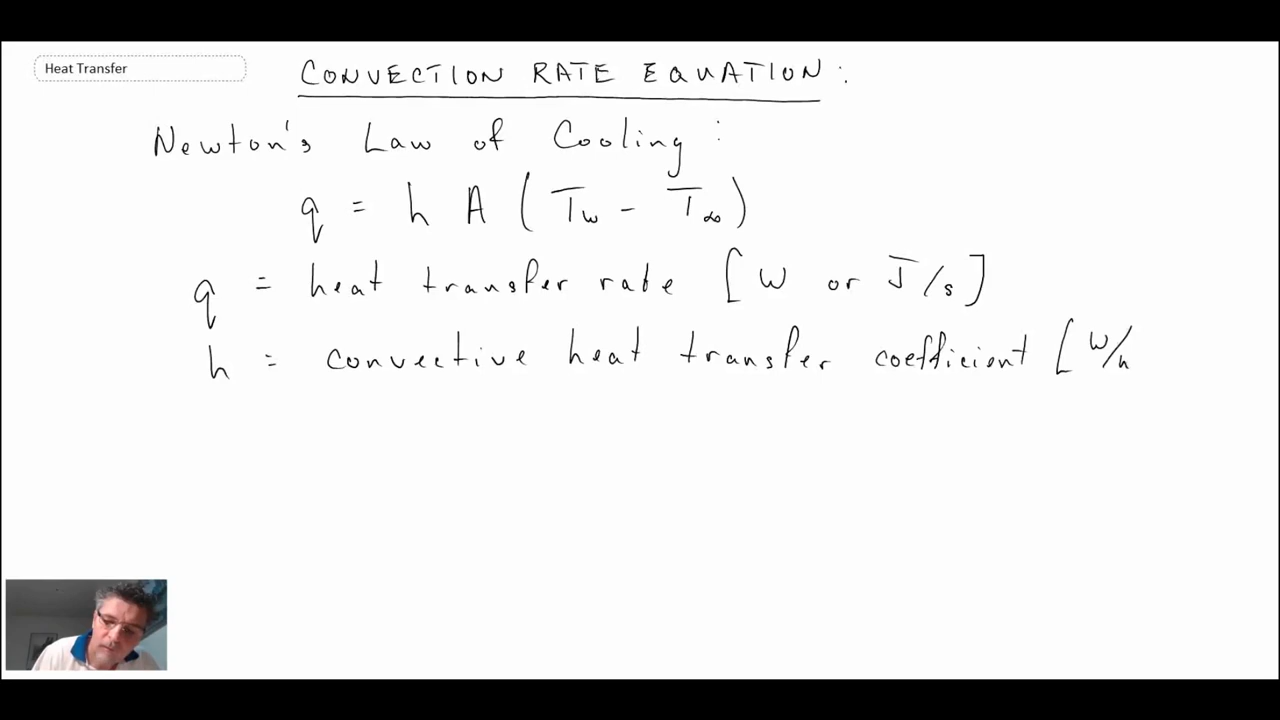 Heat Transfer
CONVECTION RATE EQUATION:
Newton's Law of Cooling:
q = h A (Tw - T∞)
q = heat transfer rate [W or J/s]
h = convective heat transfer coefficient [W/